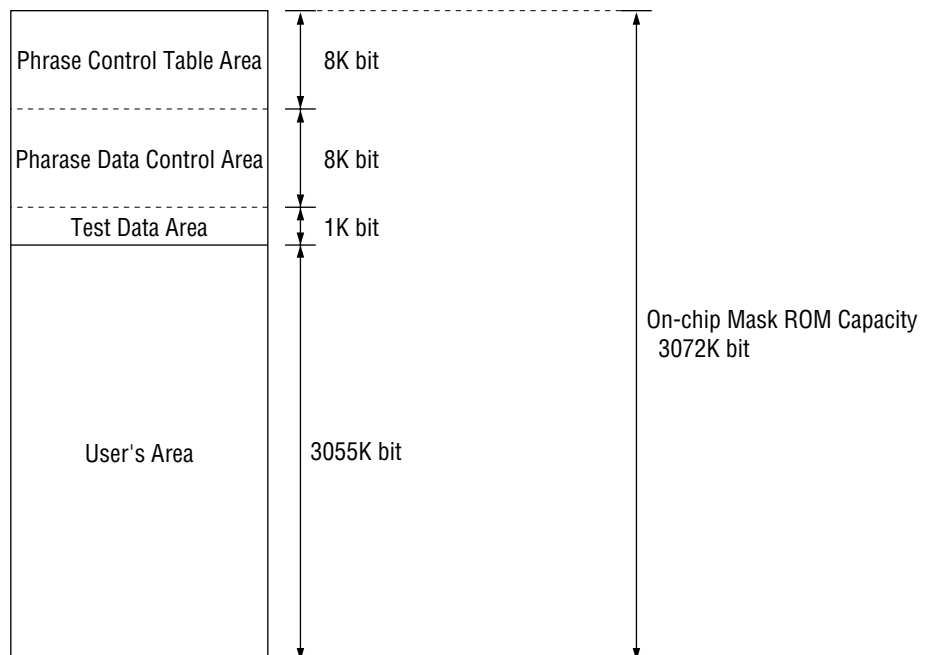 Phrase Control Table Area
8K bit
Pharase Data Control Area
8K bit
Test Data Area
1K bit
On-chip Mask ROM Capacity
3072K bit
User's Area
3055K bit